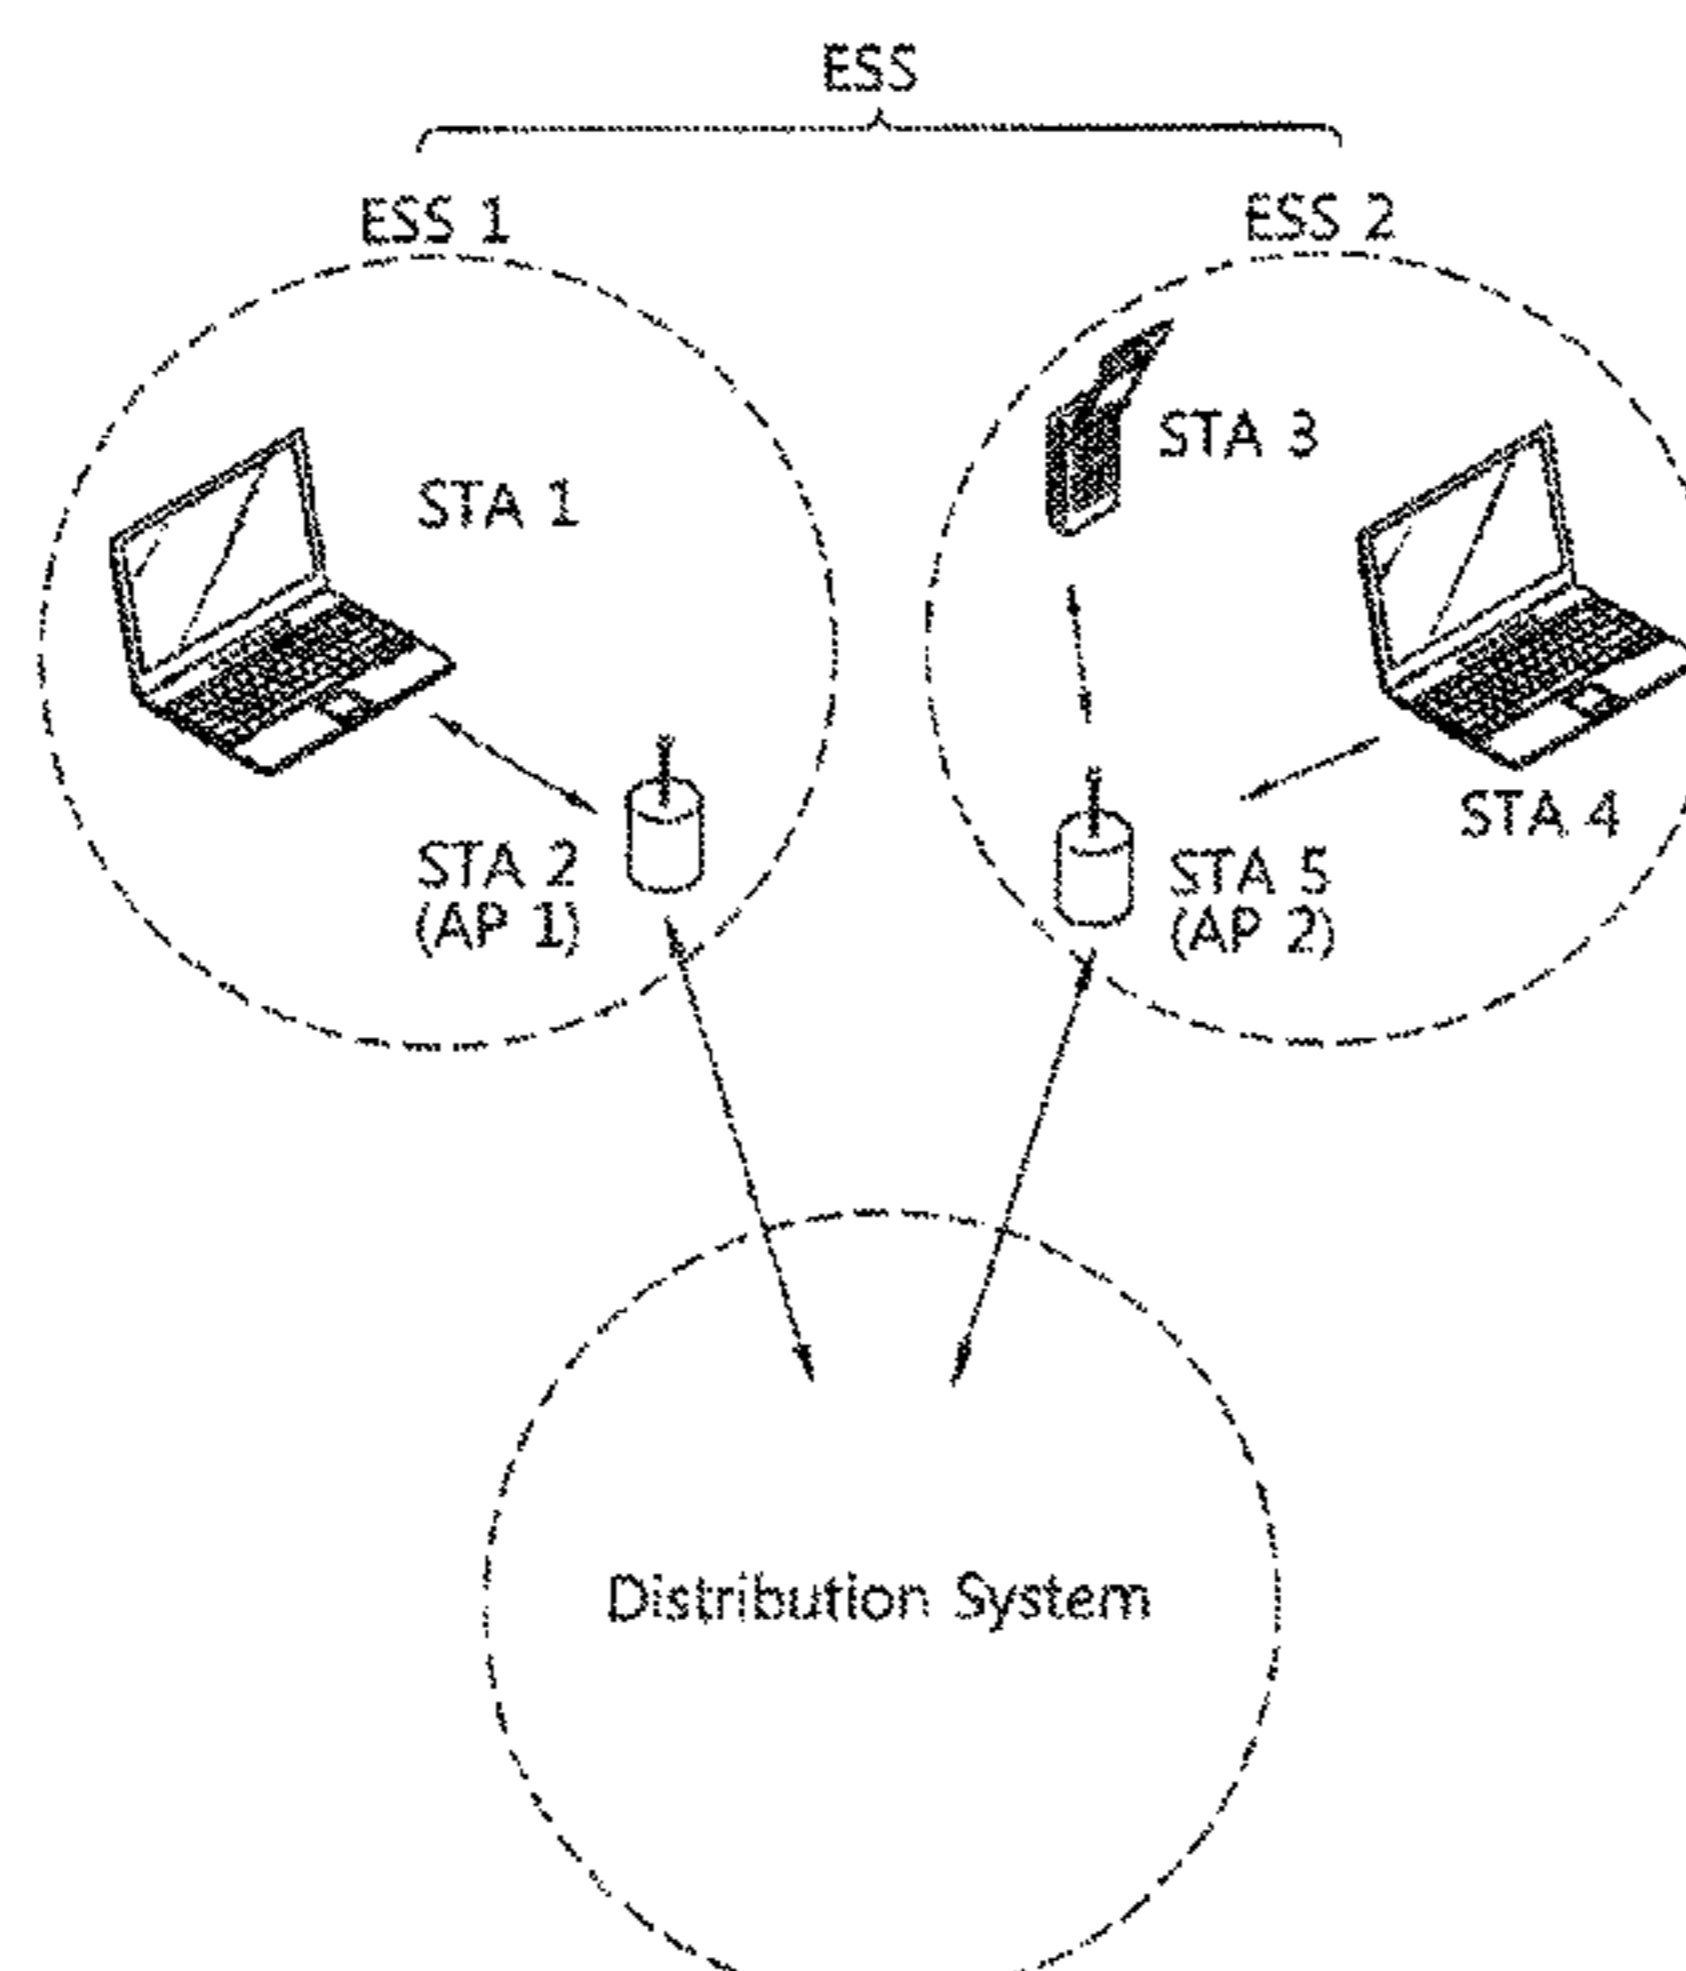 ESS
ESS 1
ESS 2
STA 1
STA 3
STA 4
STA 2
(AP 1)
STA 5
(AP 2)
Distribution System